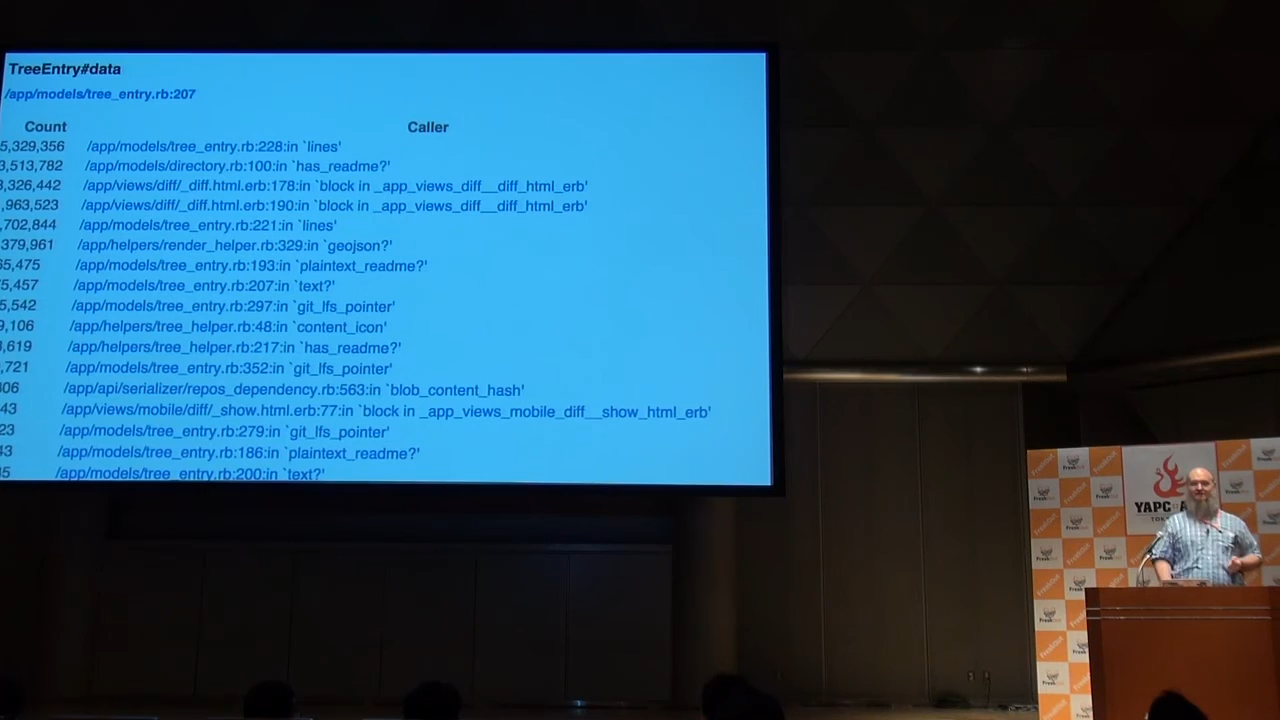 TreeEntry#data
/app/models/tree_entry.rb:207
Count Caller
5,329,356 /app/models/tree_entry.rb:228:in `lines'
3,513,782 /app/models/directory.rb:100:in `has_readme?'
3,326,442 /app/views/diff/_diff.html.erb:178:in `block in _app_views_diff__diff_html_erb'
,963,523 /app/views/diff/_diff.html.erb:190:in `block in _app_views_diff__diff_html_erb'
,702,844 /app/models/tree_entry.rb:221:in `lines'
379,961 /app/helpers/render_helper.rb:329:in `geojson?'
65,475 /app/models/tree_entry.rb:193:in `plaintext_readme?'
5,457 /app/models/tree_entry.rb:207:in `text?'
5,542 /app/models/tree_entry.rb:297:in `git_lfs_pointer'
9,106 /app/helpers/tree_helper.rb:48:in `content_icon'
,619 /app/helpers/tree_helper.rb:217:in `has_readme?'
,721 /app/models/tree_entry.rb:352:in `git_lfs_pointer'
306 /app/api/serializer/repos_dependency.rb:563:in `blob_content_hash'
43 /app/views/mobile/diff/_show.html.erb:77:in `block in _app_views_mobile_diff__show_html_erb'
23 /app/models/tree_entry.rb:279:in `git_lfs_pointer'
43 /app/models/tree_entry.rb:186:in `plaintext_readme?'
5 /app/models/tree_entry.rb:200:in `text?'
YAPC
FreakOut